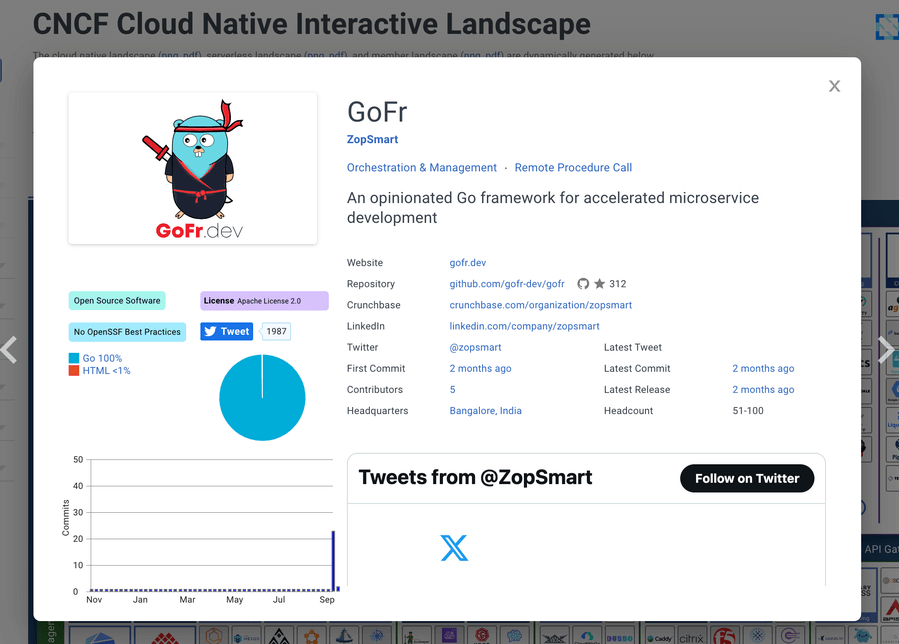 CNCF Cloud Native Interactive Landscape
The cloud native landscape (png, pdf), serverless landscape (png, pdf), and member landscape (png, pdf) are dynamically generated below
X
GoFr.dev
GoFr
ZopSmart
Orchestration & Management · Remote Procedure Call
An opinionated Go framework for accelerated microservice
development
Open Source Software
License Apache License 2.0
No OpenSSF Best Practices
Tweet
1987
Go 100%
HTML <1%
Website gofr.dev
Repository github.com/gofr-dev/gofr 312
Crunchbase crunchbase.com/organization/zopsmart
LinkedIn linkedin.com/company/zopsmart
Twitter @zopsmart Latest Tweet
First Commit 2 months ago Latest Commit 2 months ago
Contributors 5 Latest Release 2 months ago
Headquarters Bangalore, India Headcount 51-100
50
40
30
20
10
0
Commits
Nov Jan Mar May Jul Sep
Tweets from @ZopSmart
Follow on Twitter
API Gat
Caddy
citrix